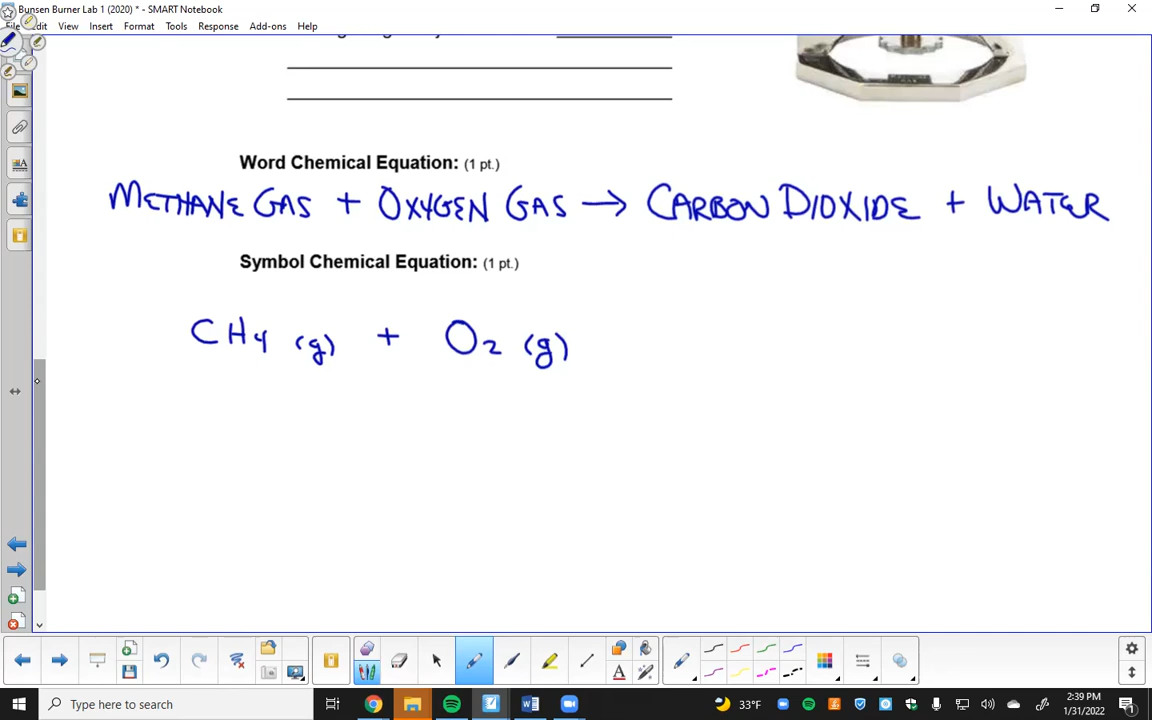 Bunsen Burner Lab 1 (2020) * - SMART Notebook
Edit View Insert Format Tools Response Add-ons Help
Word Chemical Equation: (1 pt.)
METHANE GAS + OXYGEN GAS → CARBON DIOXIDE + WATER
Symbol Chemical Equation: (1 pt.)
CH4 (g) + O2 (g)
Type here to search
33°F
2:39 PM
1/31/2022
1